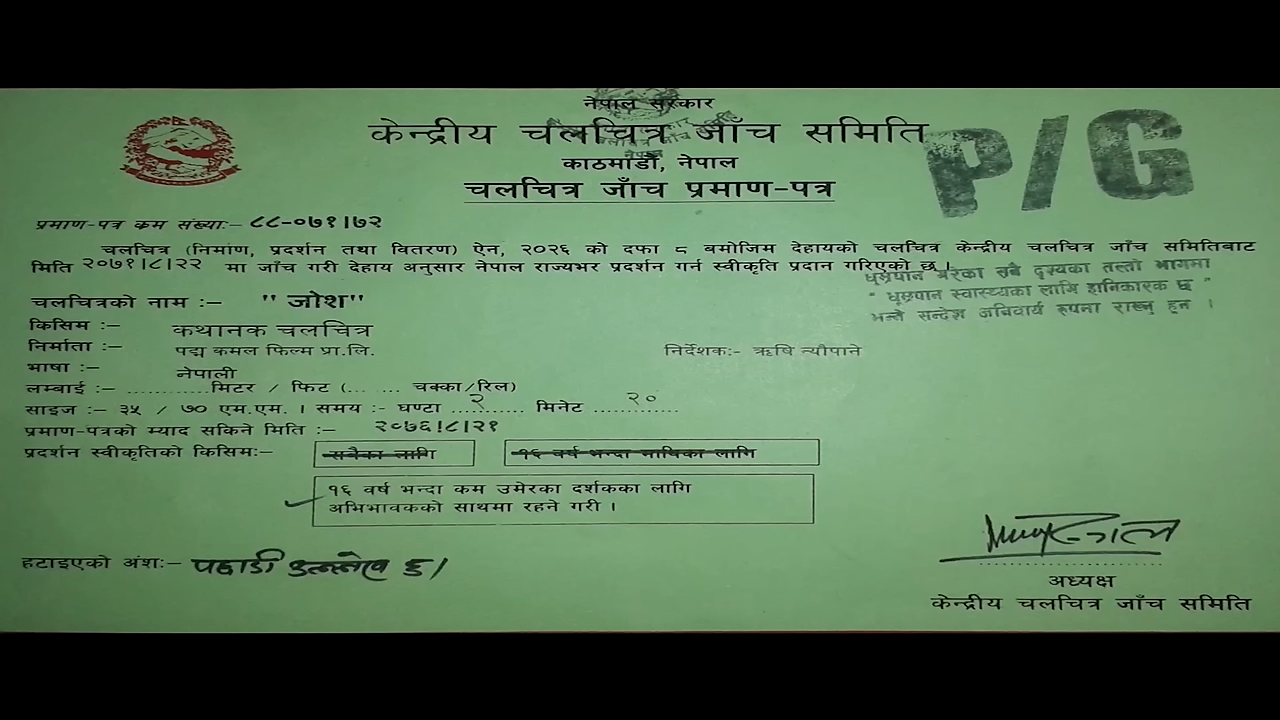 नेपाल सरकार
केन्द्रीय चलचित्र जाँच समिति
काठमाडौं, नेपाल
चलचित्र जाँच प्रमाण-पत्र
P/G
प्रमाण-पत्र क्रम संख्याः- ८८-०७१।७२
चलचित्र (निर्माण, प्रदर्शन तथा वितरण) ऐन, २०२६ को दफा ८ बमोजिम देहायको चलचित्र केन्द्रीय चलचित्र जाँच समितिबाट
मिति २०७१।८।२२ मा जाँच गरी देहाय अनुसार नेपाल राज्यभर प्रदर्शन गर्न स्वीकृति प्रदान गरिएको छ।
धूम्रपान गरेका सबै दृश्यका तल्लो भागमा
" धूम्रपान स्वास्थ्यका लागि हानिकारक छ "
भन्ने सन्देश अनिवार्य रुपमा राख्नु हुन ।
चलचित्रको नाम :- " जोश"
किसिम :- कथानक चलचित्र
निर्माता :- पद्म कमल फिल्म प्रा.लि. निर्देशकः- ऋषि न्यौपाने
भाषा :- नेपाली
लम्बाई :- ............मिटर / फिट (... ... चक्का/रिल)
साइज :- ३५ / ७० एम.एम. । समय :- घण्टा २ मिनेट २०
प्रमाण-पत्रको म्याद सकिने मिति :- २०७६।८।२१
प्रदर्शन स्वीकृतिको किसिमः- सबैका लागि १६ वर्ष भन्दा माथिका लागि
१६ वर्ष भन्दा कम उमेरका दर्शकका लागि
अभिभावकको साथमा रहने गरी ।
हटाइएको अंशः- पछाडी उल्लेख छ।
अध्यक्ष
केन्द्रीय चलचित्र जाँच समिति